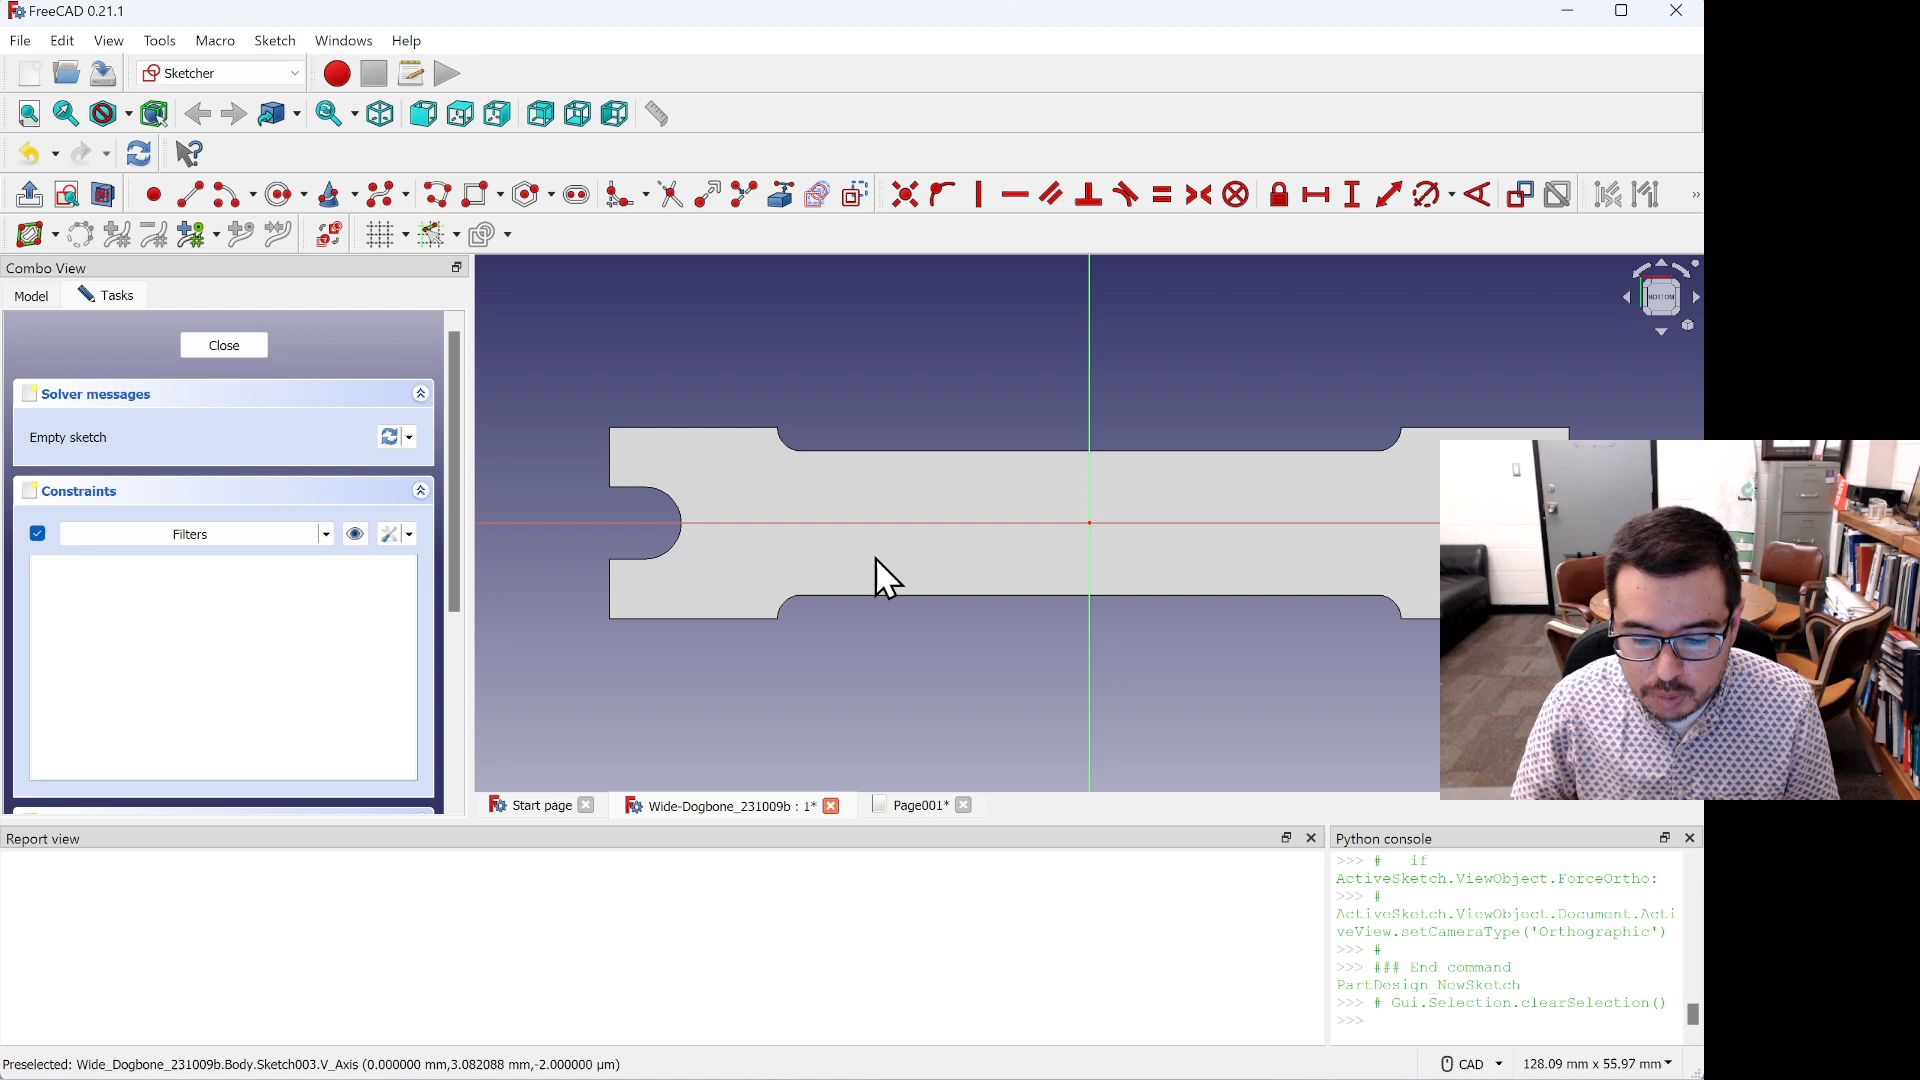 FreeCAD 0.21.1
File Edit View Tools Macro Sketch Windows Help
Sketcher
Combo View
Model Tasks
Close
Solver messages
Empty sketch
Constraints
Filters
BOTTOM
Start page Wide-Dogbone_231009b : 1* Page001*
Report view
Python console
>>> #   if
ActiveSketch.ViewObject.ForceOrtho:
>>> #
ActiveSketch.ViewObject.Document.Acti
veView.setCameraType('Orthographic')
>>> #
>>> ### End command
PartDesign_NewSketch
>>> # Gui.Selection.clearSelection()
>>>
Preselected: Wide_Dogbone_231009b.Body.Sketch003.V_Axis (0.000000 mm,3.082088 mm,-2.000000 µm)
CAD 128.09 mm x 55.97 mm